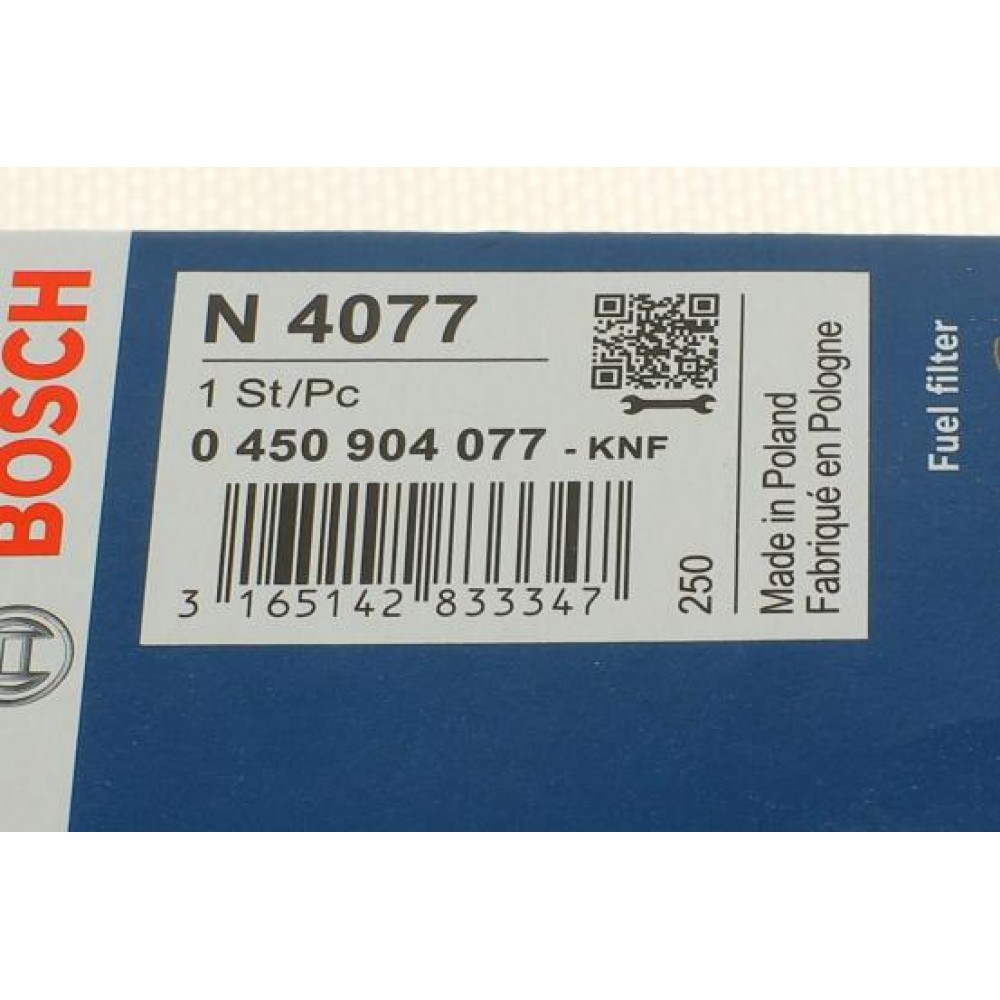 BOSCH
N 4077
1 St/Pc
0 450 904 077 - KNF
3 165142 833347
250
Made in Poland
Fabriqué en Pologne
Fuel filter